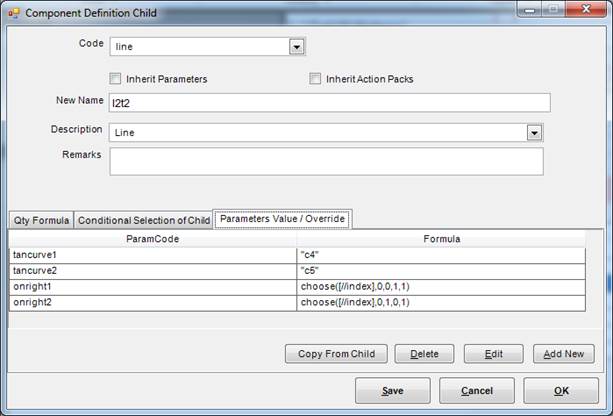 Component Definition Child
Code line
Inherit Parameters Inherit Action Packs
New Name l2t2
Description Line
Remarks
Qty Formula Conditional Selection of Child Parameters Value / Override
ParamCode Formula
tancurve1 "c4"
tancurve2 "c5"
onright1 choose([//index],0,0,1,1)
onright2 choose([//index],0,1,0,1)
Copy From Child Delete Edit Add New
Save Cancel OK